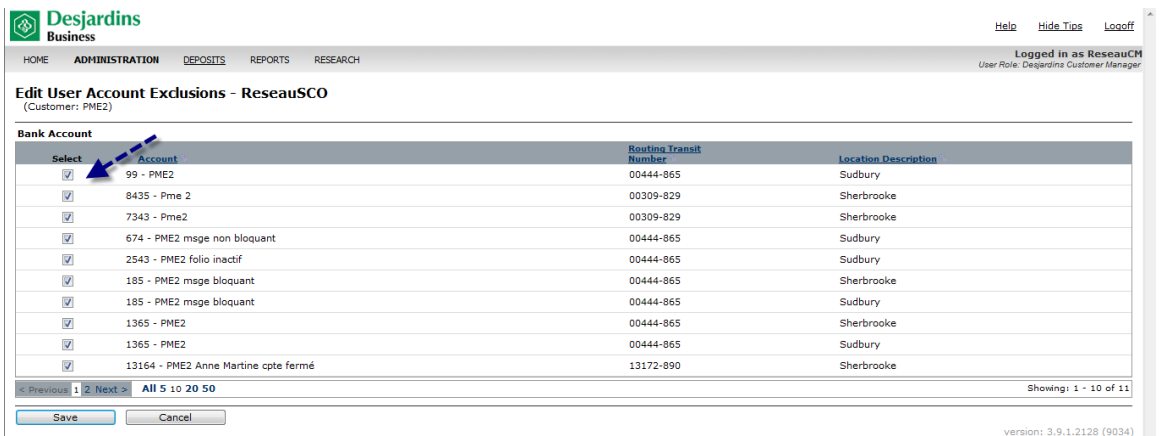 Desjardins
Business
Help Hide Tips Logoff
HOME ADMINISTRATION DEPOSITS REPORTS RESEARCH
Logged in as ReseauCM
User Role: Desjardins Customer Manager
Edit User Account Exclusions - ReseauSCO
(Customer: PME2)
Bank Account
Select Account Routing Transit Number Location Description
99 - PME2 00444-865 Sudbury
8435 - Pme 2 00309-829 Sherbrooke
7343 - Pme2 00309-829 Sherbrooke
674 - PME2 msge non bloquant 00444-865 Sudbury
2543 - PME2 folio inactif 00444-865 Sudbury
185 - PME2 msge bloquant 00444-865 Sherbrooke
185 - PME2 msge bloquant 00444-865 Sudbury
1365 - PME2 00444-865 Sherbrooke
1365 - PME2 00444-865 Sudbury
13164 - PME2 Anne Martine cpte fermé 13172-890 Sherbrooke
< Previous 1 2 Next > All 5 10 20 50 Showing: 1 - 10 of 11
Save Cancel
version: 3.9.1.2128 (9034)